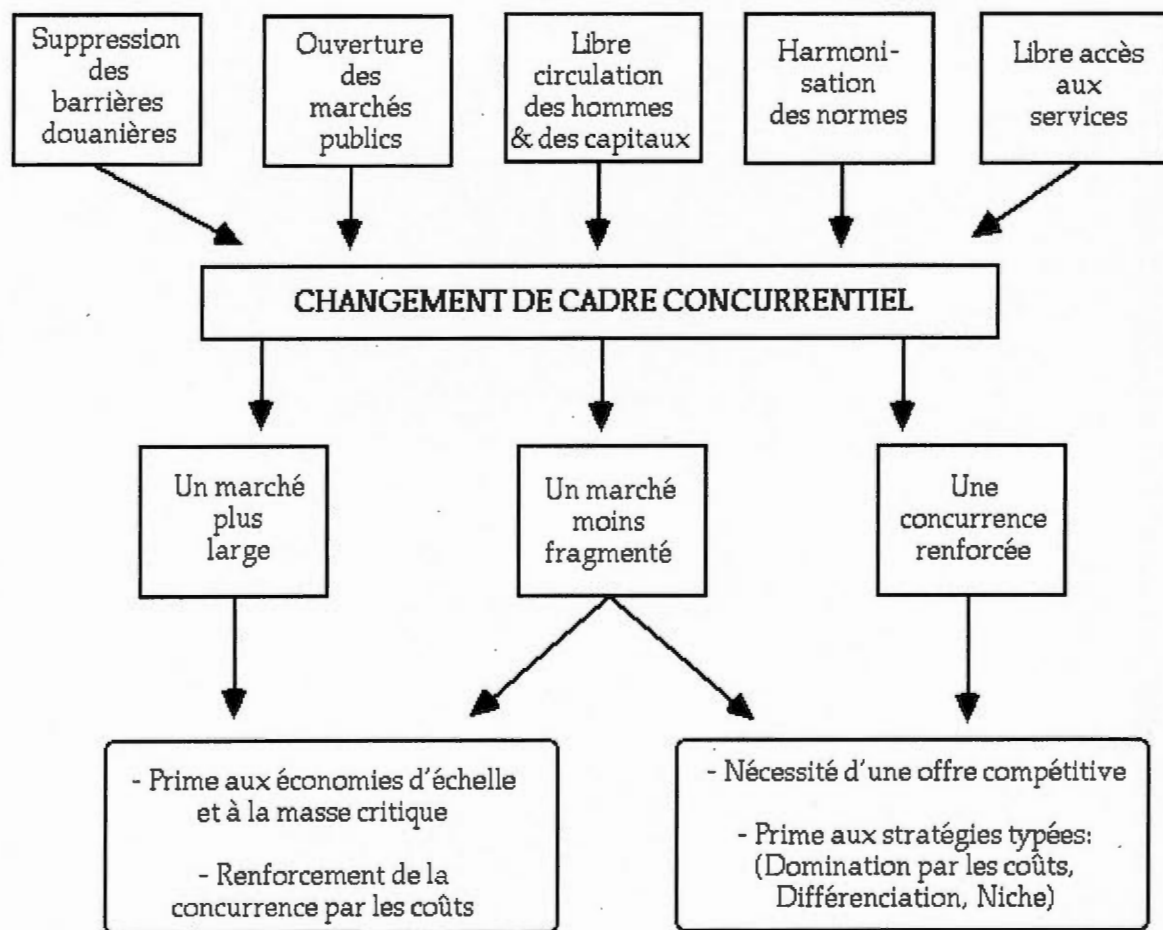 Suppression
des
barrières
douanières
Ouverture
des
marchés
publics
Libre
circulation
des hommes
& des capitaux
Harmoni-
sation
des normes
Libre accès
aux
services
CHANGEMENT DE CADRE CONCURRENTIEL
Un marché
plus
large
Un marché
moins
fragmenté
Une
concurrence
renforcée
- Prime aux économies d'échelle
et à la masse critique
- Renforcement de la
concurrence par les coûts
- Nécessité d'une offre compétitive
- Prime aux stratégies typées:
(Domination par les coûts,
Différenciation, Niche)